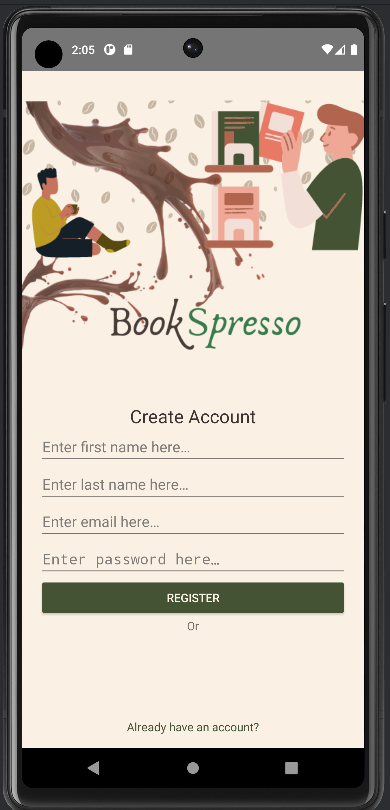 2:05
BookSpresso
Create Account
Enter first name here...
Enter last name here...
Enter email here...
Enter password here...
REGISTER
Or
Already have an account?